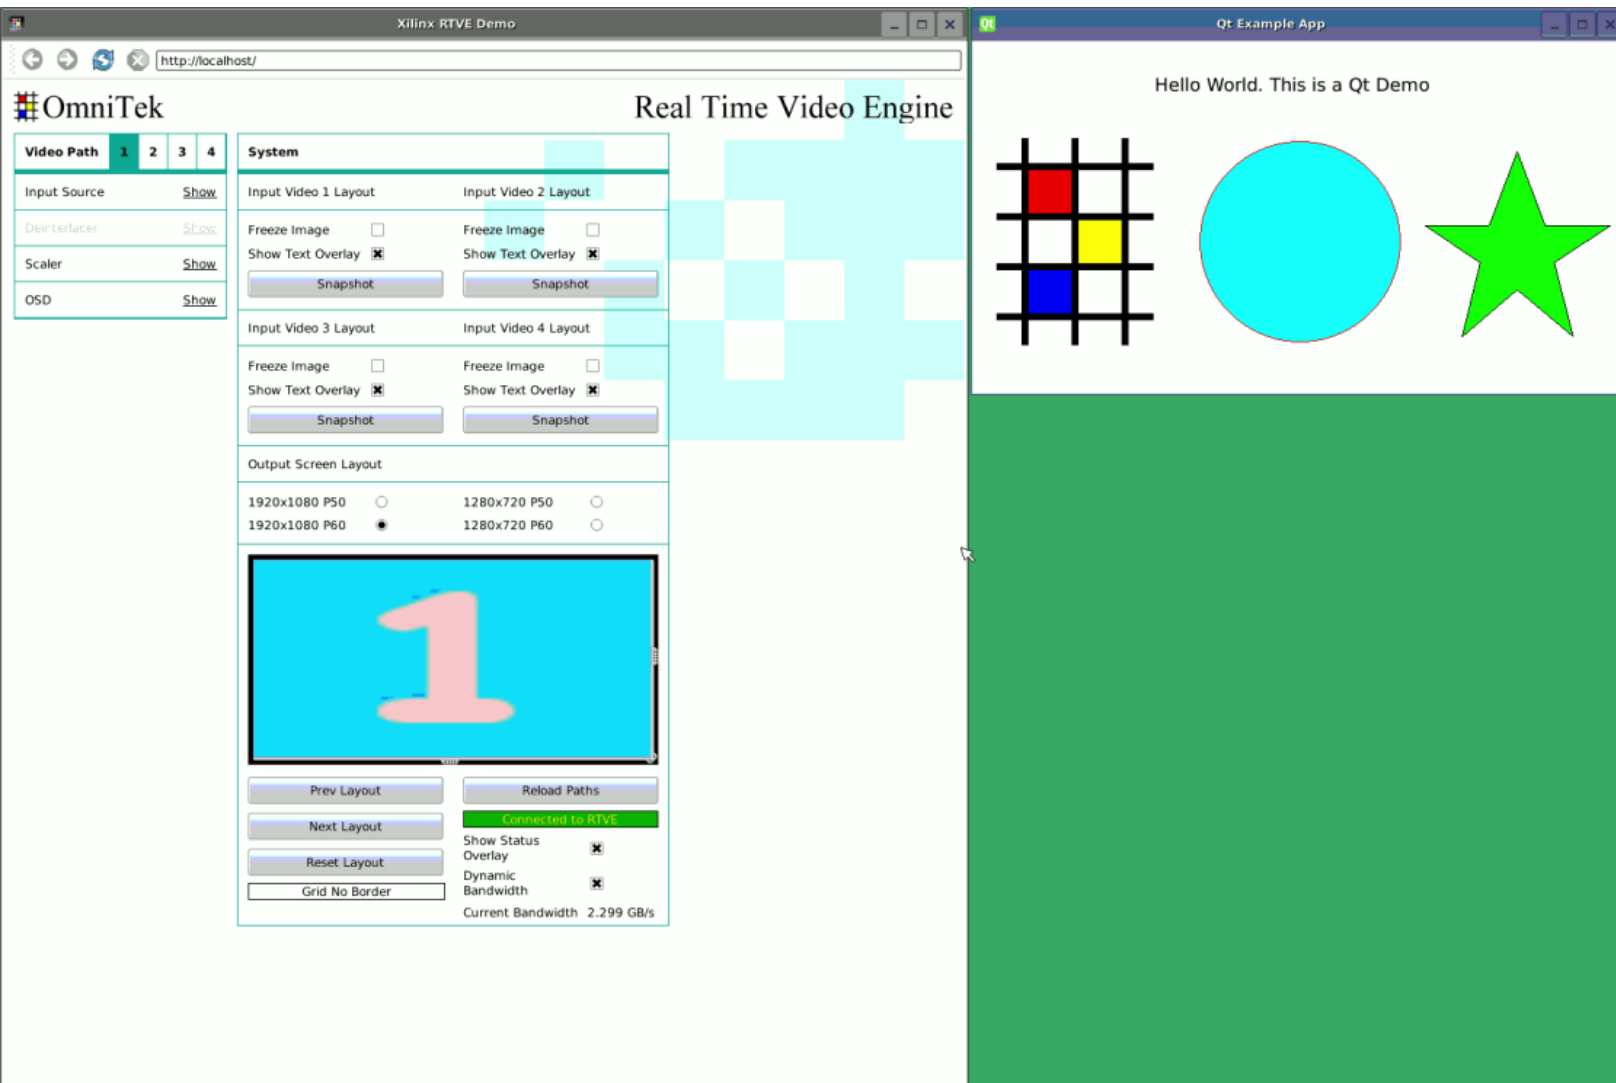 Xilinx RTVE Demo
http://localhost/
OmniTek
Real Time Video Engine
Video Path 1 2 3 4
Input Source Show
Deinterlacer Show
Scaler Show
OSD Show
System
Input Video 1 Layout Input Video 2 Layout
Freeze Image Freeze Image
Show Text Overlay Show Text Overlay
Snapshot Snapshot
Input Video 3 Layout Input Video 4 Layout
Freeze Image Freeze Image
Show Text Overlay Show Text Overlay
Snapshot Snapshot
Output Screen Layout
1920x1080 P50 1280x720 P50
1920x1080 P60 1280x720 P60
1
Prev Layout
Next Layout
Reset Layout
Grid No Border
Reload Paths
Connected to RTVE
Show Status
Overlay
Dynamic
Bandwidth
Current Bandwidth 2.299 GB/s
Qt Qt Example App
Hello World. This is a Qt Demo